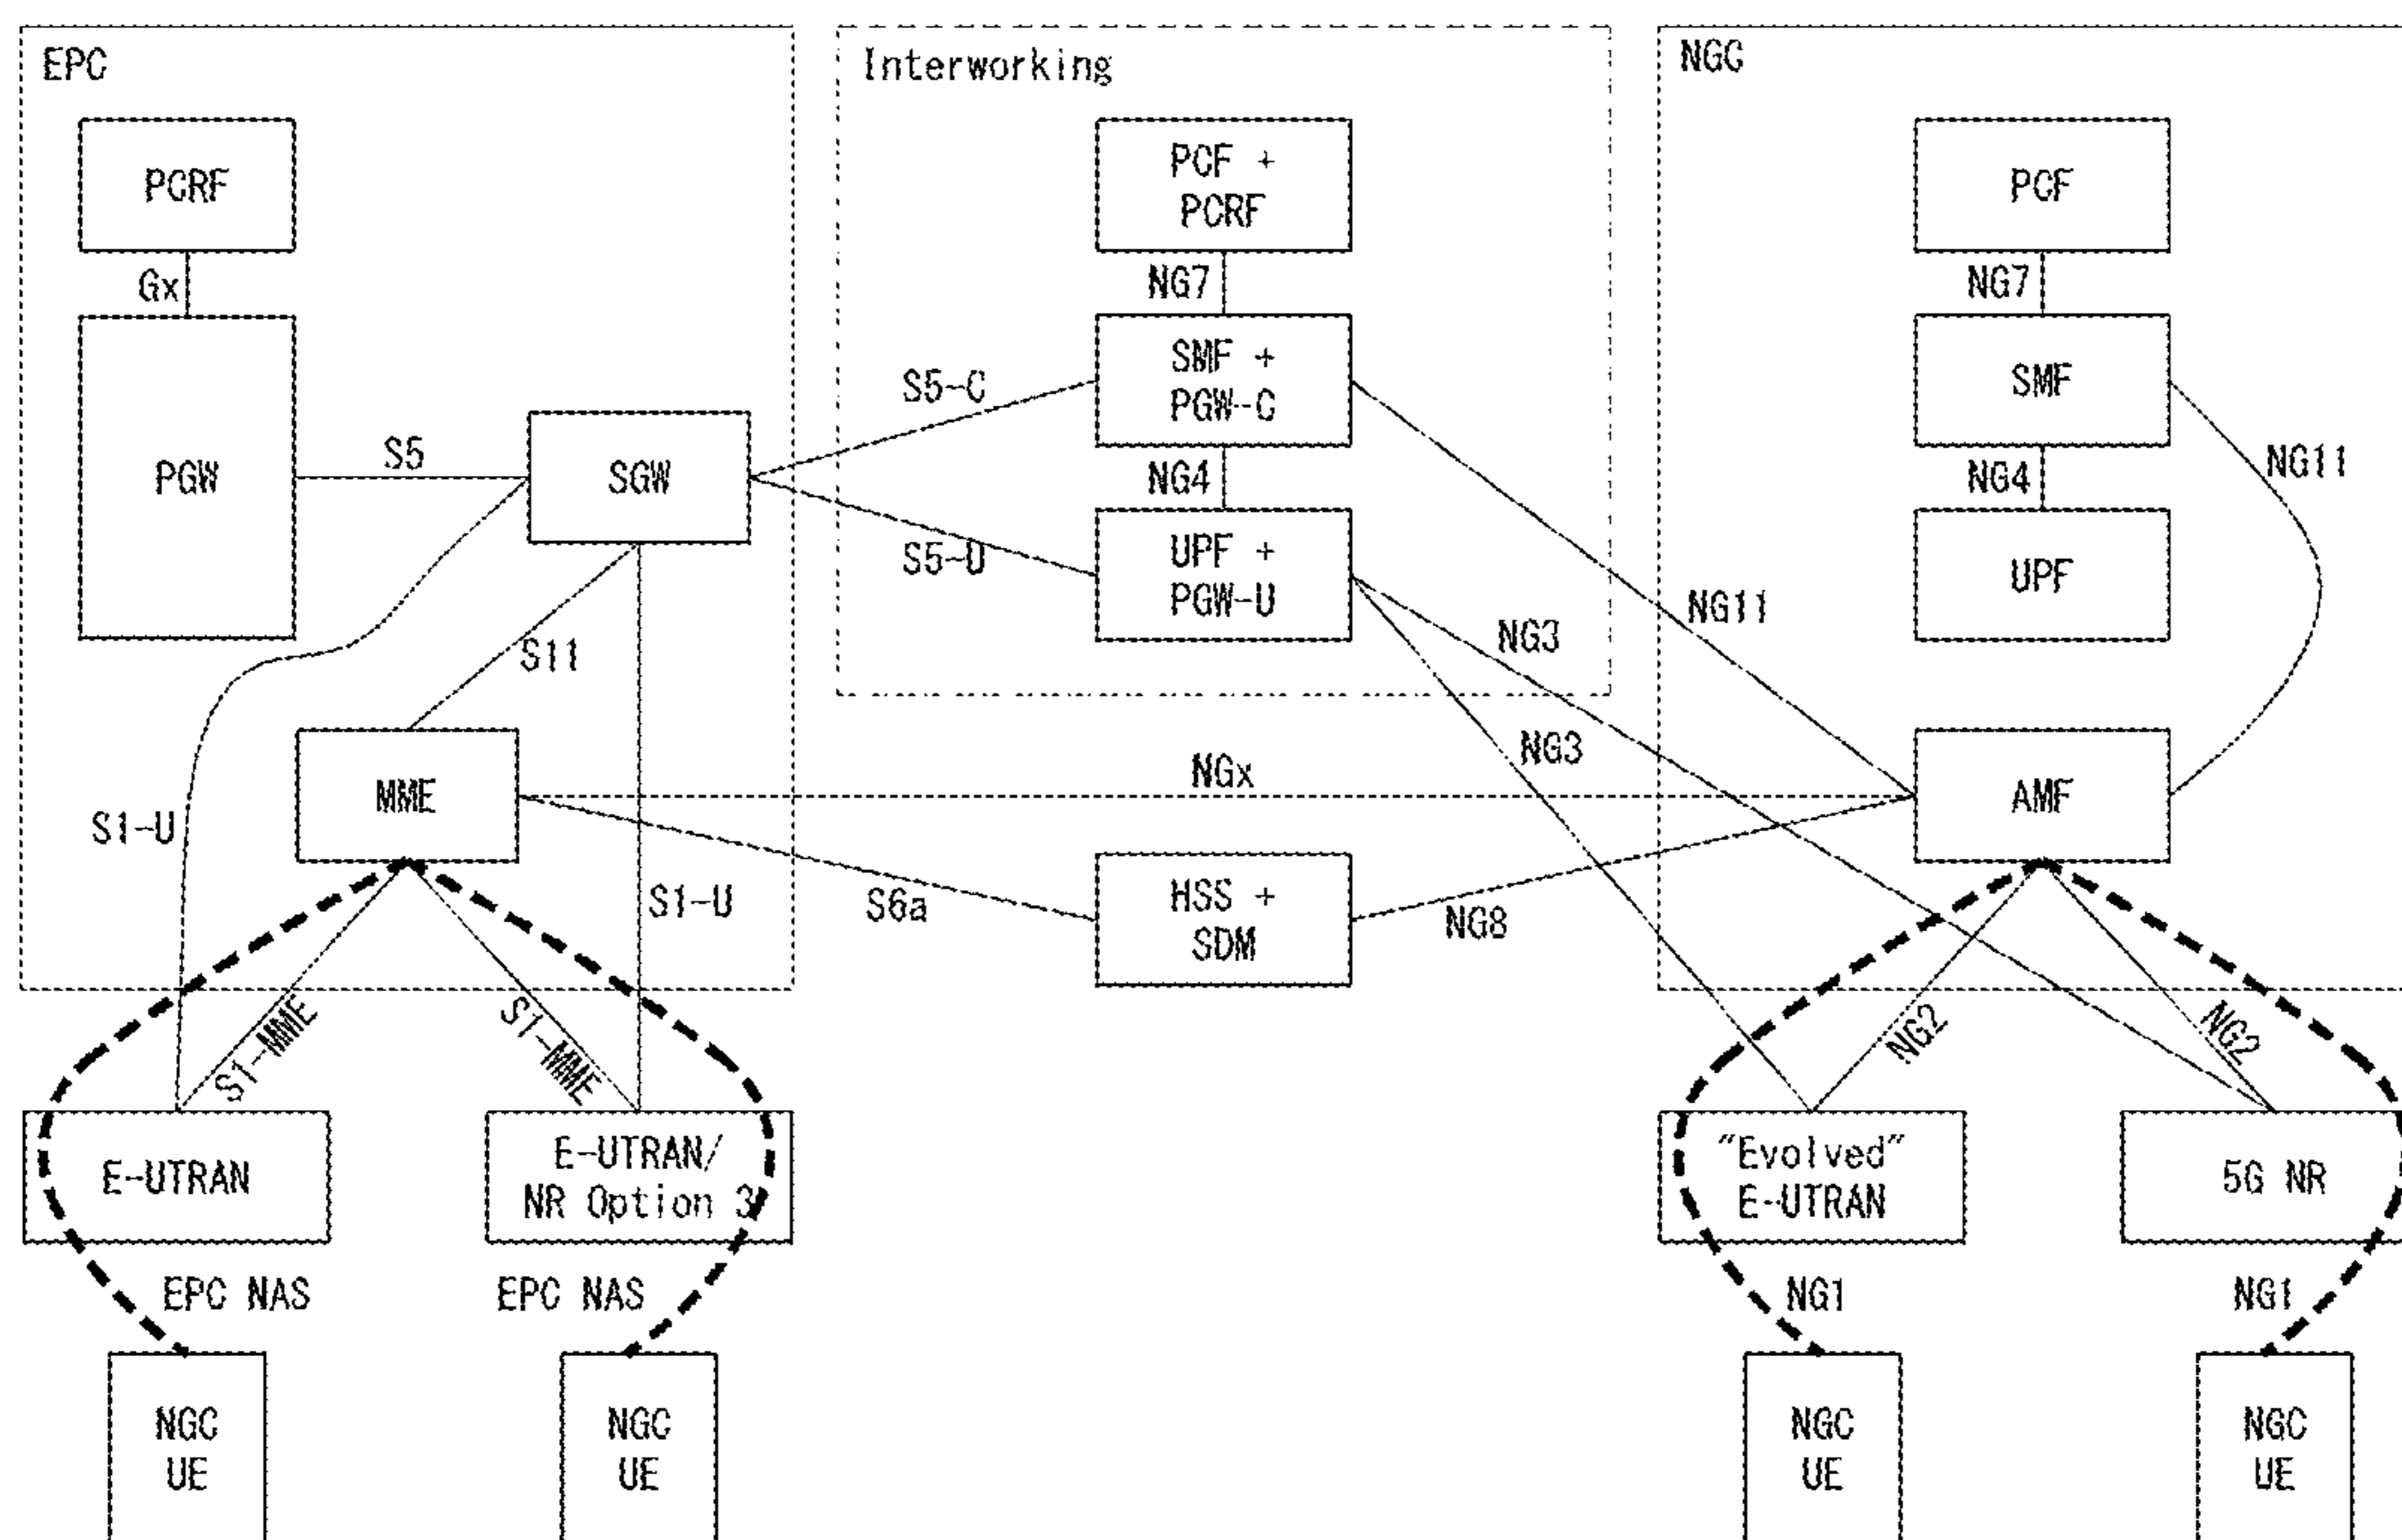 EPC
Interworking
NGC
PCRF
PCF +
PCRF
PCF
Gx
NG7
NG7
SMF +
PGW-C
SMF
S5-C
PGW
S5
SGW
NG4
NG4
NG11
S5-U
UPF +
PGW-U
UPF
NG11
NG3
S11
NG3
NGx
MME
AMF
S1-U
S1-U
S6a
HSS +
SDM
NG8
S1-MME
S1-MME
NG2
NG2
E-UTRAN
E-UTRAN/
NR Option 3
"Evolved"
E-UTRAN
5G NR
EPC NAS
EPC NAS
NG1
NG1
NGC
UE
NGC
UE
NGC
UE
NGC
UE